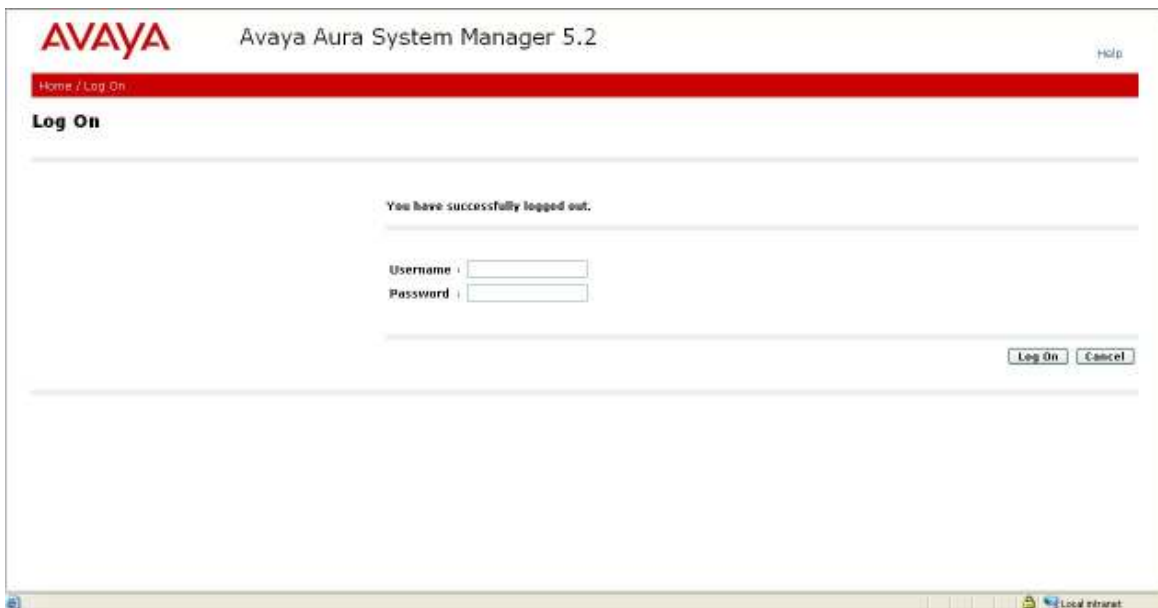 AVAYA
Avaya Aura System Manager 5.2
Help
Home / Log On
Log On
You have successfully logged out.
Username :
Password :
Log On
Cancel
Local intranet